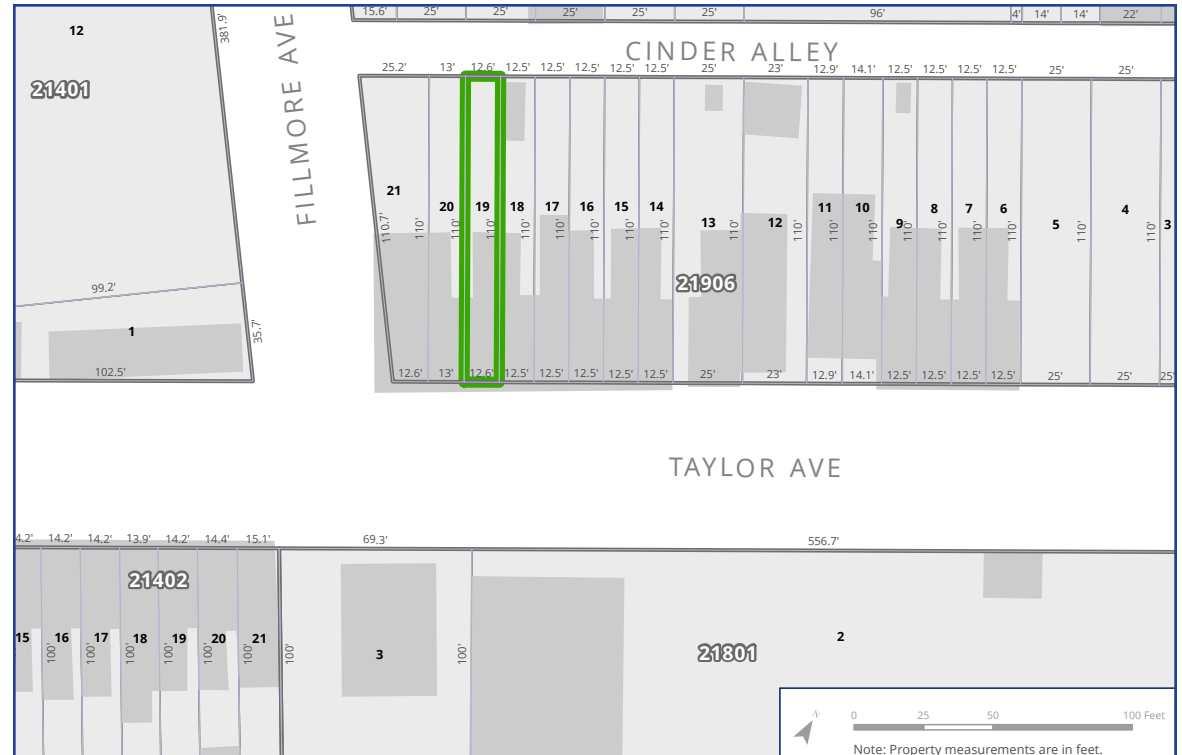 15.6' 25' 25' 25' 25' 25' 96' 4' 14' 14' 22'
12
381.9'
FILLMORE AVE
CINDER ALLEY
21401
25.2' 13' 12.6' 12.5' 12.5' 12.5' 12.5' 12.5' 25' 23' 12.9' 14.1' 12.5' 12.5' 12.5' 12.5' 25' 25'
21 20 19 18 17 16 15 14 13 12 11 10 9 8 7 6 5 4 3
110.7' 110' 110' 110' 110' 110' 110' 110' 110' 110' 110' 110' 110' 110' 110' 110' 110' 110' 110'
21906
99.2'
1
35.7'
102.5'
12.6' 13' 12.6' 12.5' 12.5' 12.5' 12.5' 12.5' 25' 23' 12.9' 14.1' 12.5' 12.5' 12.5' 12.5' 25' 25' 25'
TAYLOR AVE
4.2' 14.2' 14.2' 13.9' 14.2' 14.4' 15.1' 69.3' 556.7'
21402
15 16 17 18 19 20 21 3 2
100' 100' 100' 100' 100' 100' 100' 100'
21801
N
0 25 50 100 Feet
Note: Property measurements are in feet.